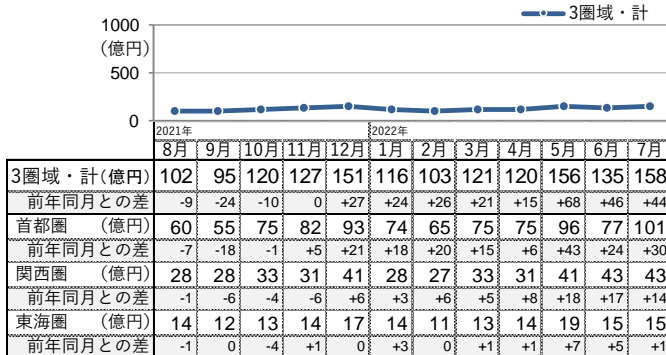 3圏域・計
1000
(億円)
500
0
2021年 2022年
8月 9月 10月 11月 12月 1月 2月 3月 4月 5月 6月 7月
3圏域・計(億円) 102 95 120 127 151 116 103 121 120 156 135 158
前年同月との差 -9 -24 -10 0 +27 +24 +26 +21 +15 +68 +46 +44
首都圏 (億円) 60 55 75 82 93 74 65 75 75 96 77 101
前年同月との差 -7 -18 -1 +5 +21 +18 +20 +15 +6 +43 +24 +30
関西圏 (億円) 28 28 33 31 41 28 27 33 31 41 43 43
前年同月との差 -1 -6 -4 -6 +6 +3 +6 +5 +8 +18 +17 +14
東海圏 (億円) 14 12 13 14 17 14 11 13 14 19 15 15
前年同月との差 -1 0 -4 +1 0 +3 0 +1 +1 +7 +5 +1